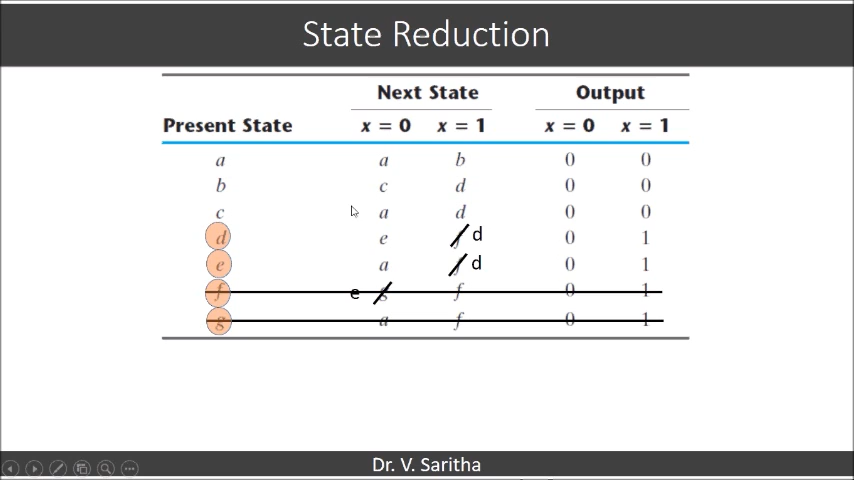 State Reduction
Next State Output
Present State x = 0 x = 1 x = 0 x = 1
a a b 0 0
b c d 0 0
c a d 0 0
d e f d 0 1
e a f d 0 1
f e g f 0 1
g a f 0 1
Dr. V. Saritha